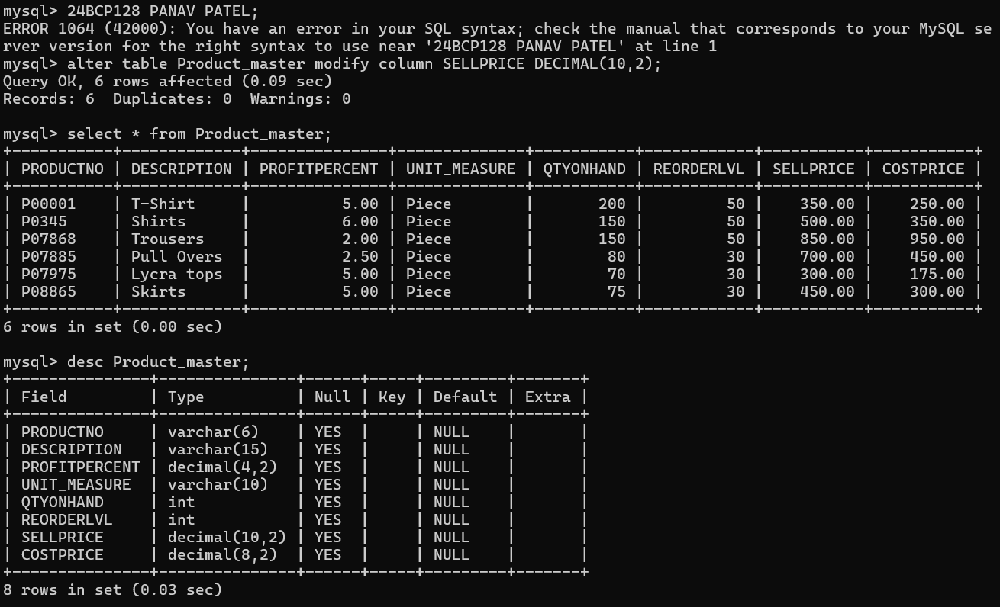 mysql> 24BCP128 PANAV PATEL;
ERROR 1064 (42000): You have an error in your SQL syntax; check the manual that corresponds to your MySQL se
rver version for the right syntax to use near '24BCP128 PANAV PATEL' at line 1
mysql> alter table Product_master modify column SELLPRICE DECIMAL(10,2);
Query OK, 6 rows affected (0.09 sec)
Records: 6  Duplicates: 0  Warnings: 0

mysql> select * from Product_master;
+-----------+-------------+---------------+--------------+-----------+------------+-----------+-----------+
| PRODUCTNO | DESCRIPTION | PROFITPERCENT | UNIT_MEASURE | QTYONHAND | REORDERLVL | SELLPRICE | COSTPRICE |
+-----------+-------------+---------------+--------------+-----------+------------+-----------+-----------+
| P00001    | T-Shirt     |          5.00 | Piece        |       200 |         50 |    350.00 |    250.00 |
| P0345     | Shirts      |          6.00 | Piece        |       150 |         50 |    500.00 |    350.00 |
| P07868    | Trousers    |          2.00 | Piece        |       150 |         50 |    850.00 |    950.00 |
| P07885    | Pull Overs  |          2.50 | Piece        |        80 |         30 |    700.00 |    450.00 |
| P07975    | Lycra tops  |          5.00 | Piece        |        70 |         30 |    300.00 |    175.00 |
| P08865    | Skirts      |          5.00 | Piece        |        75 |         30 |    450.00 |    300.00 |
+-----------+-------------+---------------+--------------+-----------+------------+-----------+-----------+
6 rows in set (0.00 sec)

mysql> desc Product_master;
+---------------+---------------+------+-----+---------+-------+
| Field         | Type          | Null | Key | Default | Extra |
+---------------+---------------+------+-----+---------+-------+
| PRODUCTNO     | varchar(6)    | YES  |     | NULL    |       |
| DESCRIPTION   | varchar(15)   | YES  |     | NULL    |       |
| PROFITPERCENT | decimal(4,2)  | YES  |     | NULL    |       |
| UNIT_MEASURE  | varchar(10)   | YES  |     | NULL    |       |
| QTYONHAND     | int           | YES  |     | NULL    |       |
| REORDERLVL    | int           | YES  |     | NULL    |       |
| SELLPRICE     | decimal(10,2) | YES  |     | NULL    |       |
| COSTPRICE     | decimal(8,2)  | YES  |     | NULL    |       |
+---------------+---------------+------+-----+---------+-------+
8 rows in set (0.03 sec)